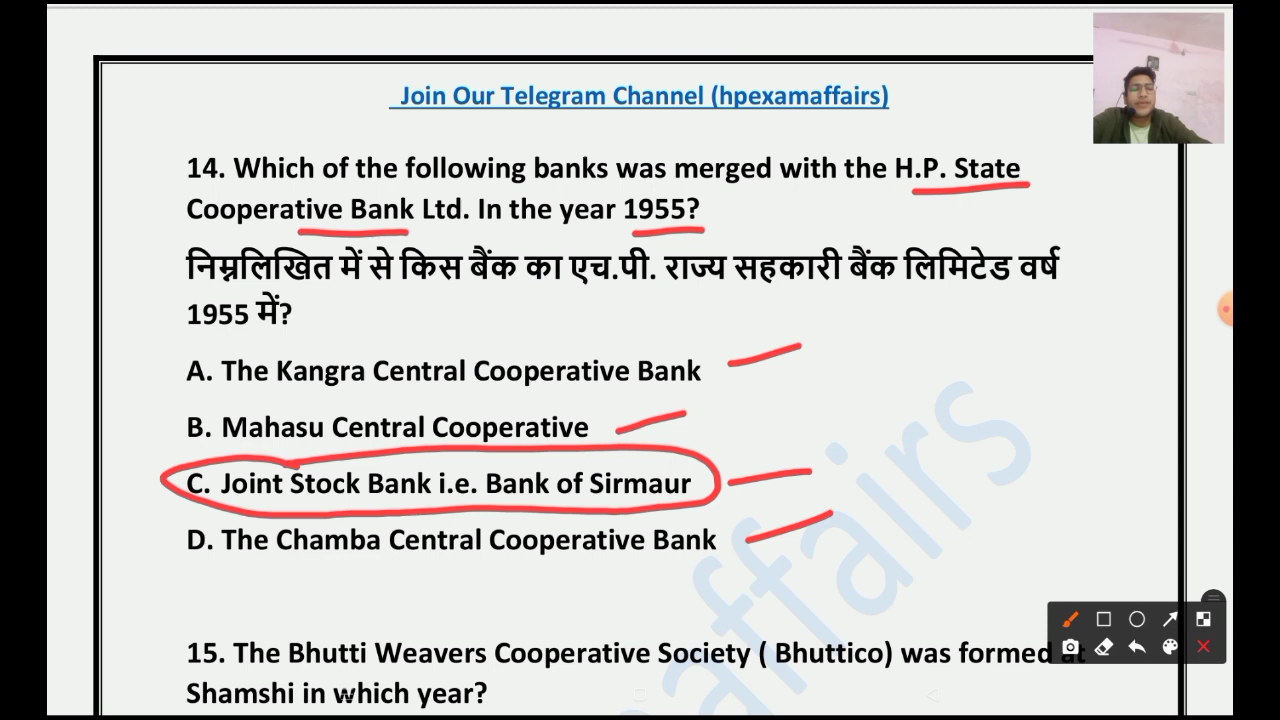 Join Our Telegram Channel (hpexamaffairs)
14. Which of the following banks was merged with the H.P. State
Cooperative Bank Ltd. In the year 1955?
निम्नलिखित में से किस बैंक का एच.पी. राज्य सहकारी बैंक लिमिटेड वर्ष
1955 में?
A. The Kangra Central Cooperative Bank
B. Mahasu Central Cooperative
C. Joint Stock Bank i.e. Bank of Sirmaur
D. The Chamba Central Cooperative Bank
affairs
15. The Bhutti Weavers Cooperative Society ( Bhuttico) was formed at
Shamshi in which year?